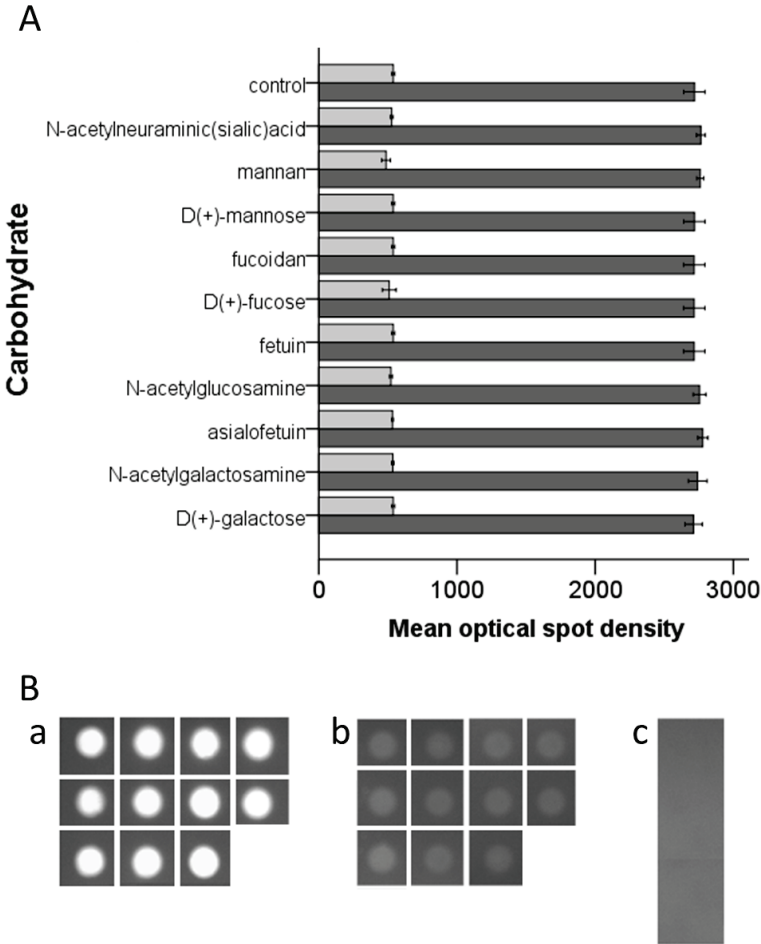 A
Carbohydrate
control
N-acetylneuraminic(sialic)acid
mannan
D(+)-mannose
fucoidan
D(+)-fucose
fetuin
N-acetylglucosamine
asialofetuin
N-acetylgalactosamine
D(+)-galactose
0 1000 2000 3000
Mean optical spot density
B
a b c